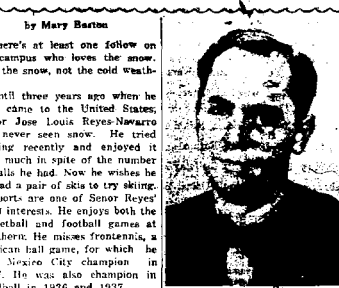 by Mary Barton
here's at least one fellow on
campus who loves the snow.
the snow, not the cold weath-
ntil three years ago when he
came to the United States,
or Jose Louis Reyes-Navarro
never seen snow. He tried
ing recently and enjoyed it
much in spite of the number
alls he had. Now he wishes he
ad a pair of skis to try skiing.
ports are one of Senor Reyes'
interests. He enjoys both the
etball and football games at
hern. He misses frontennis, a
ican ball game, for which he
Mexico City champion in
He was also champion in
ball in 1936 and 1937.